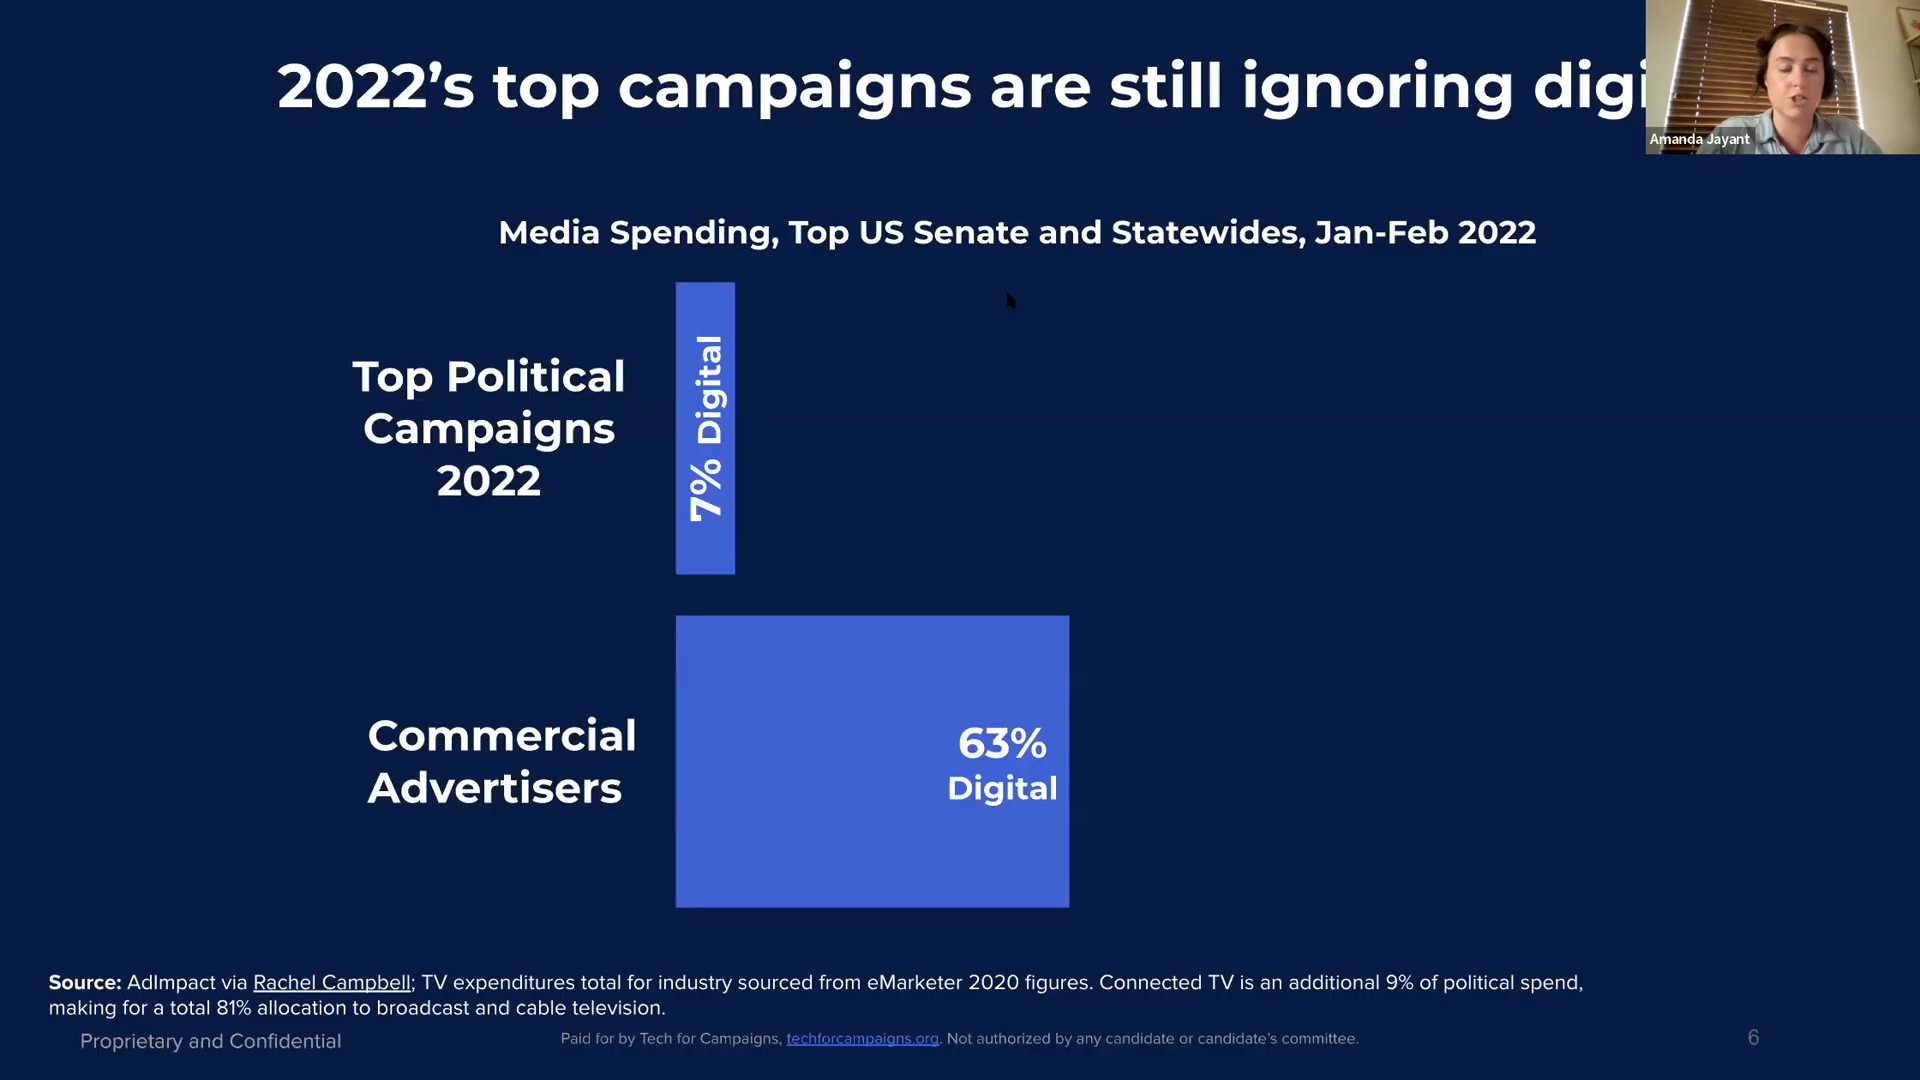 2022’s top campaigns are still ignoring digi
Amanda Jayant
Media Spending, Top US Senate and Statewides, Jan-Feb 2022
Top Political
Campaigns
2022
7% Digital
Commercial
Advertisers
63%
Digital
Source: AdImpact via Rachel Campbell; TV expenditures total for industry sourced from eMarketer 2020 figures. Connected TV is an additional 9% of political spend,
making for a total 81% allocation to broadcast and cable television.
Proprietary and Confidential
Paid for by Tech for Campaigns, techforcampaigns.org. Not authorized by any candidate or candidate’s committee.
6